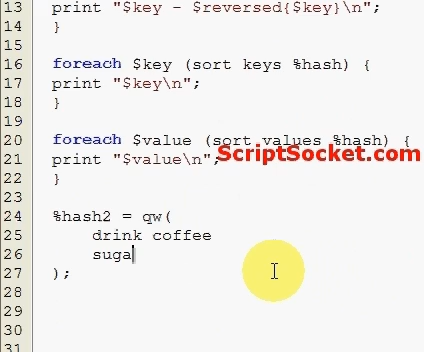 13 print "$key - $reversed{$key}\n";
14 }
15
16 foreach $key (sort keys %hash) {
17 print "$key\n";
18 }
19
20 foreach $value (sort values %hash) {
21 print "$value\n";
ScriptSocket.com
22 }
23
24 %hash2 = qw(
25 drink coffee
26 suga
27 );
28
29
30
31